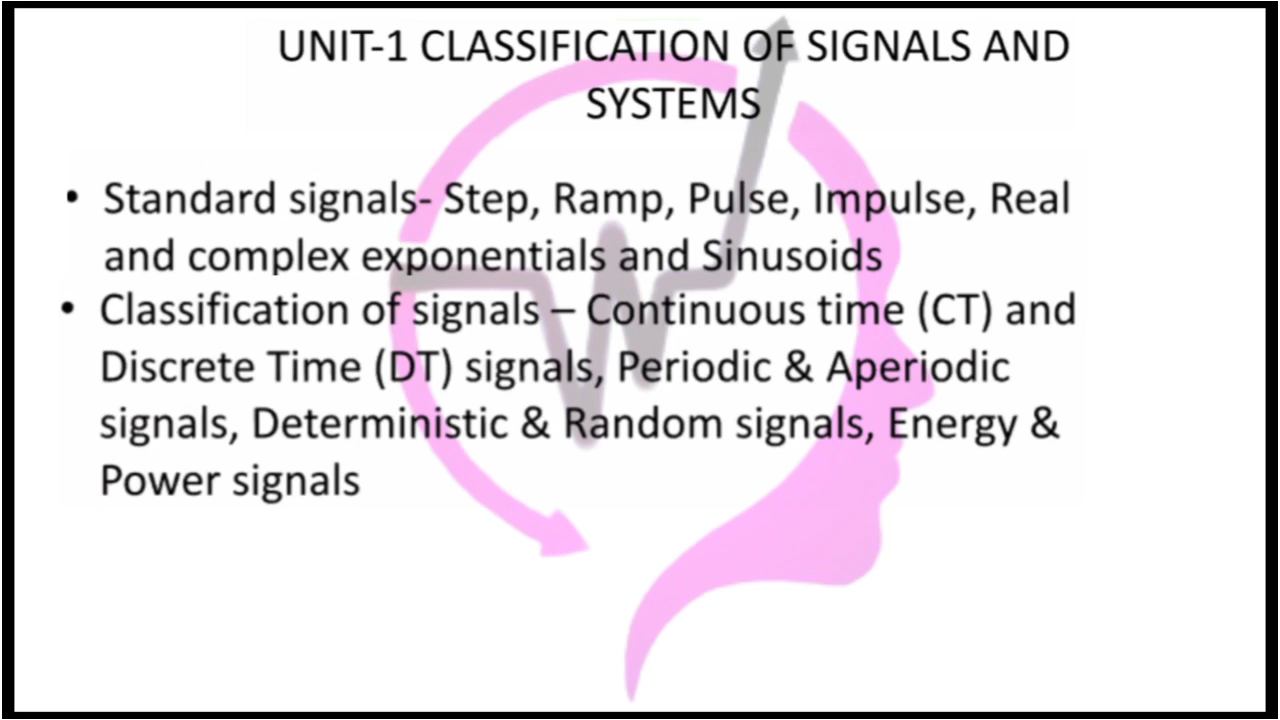 UNIT-1 CLASSIFICATION OF SIGNALS AND
SYSTEMS
• Standard signals- Step, Ramp, Pulse, Impulse, Real
and complex exponentials and Sinusoids
• Classification of signals – Continuous time (CT) and
Discrete Time (DT) signals, Periodic & Aperiodic
signals, Deterministic & Random signals, Energy &
Power signals